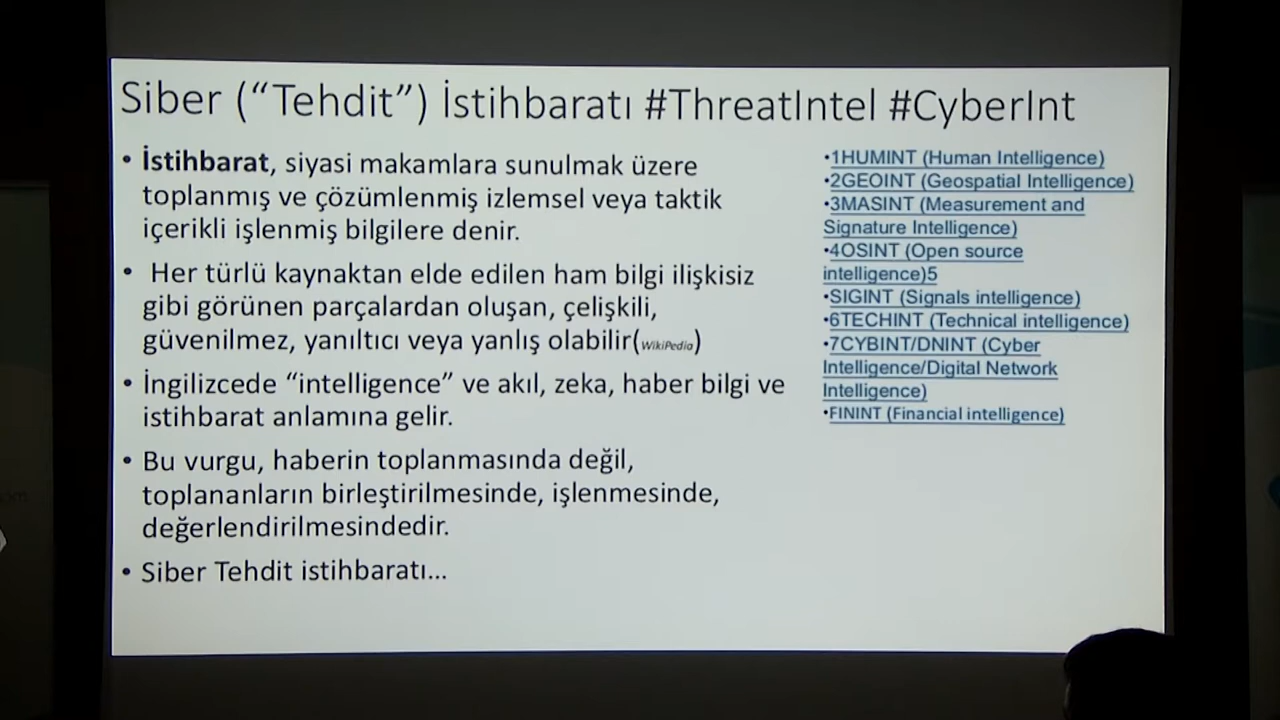 Siber (“Tehdit”) İstihbaratı #ThreatIntel #CyberInt
• İstihbarat, siyasi makamlara sunulmak üzere
toplanmış ve çözümlenmiş izlemsel veya taktik
içerikli işlenmiş bilgilere denir.
• Her türlü kaynaktan elde edilen ham bilgi ilişkisiz
gibi görünen parçalardan oluşan, çelişkili,
güvenilmez, yanıltıcı veya yanlış olabilir(WikiPedia)
• İngilizcede “intelligence” ve akıl, zeka, haber bilgi ve
istihbarat anlamına gelir.
• Bu vurgu, haberin toplanmasında değil,
toplananların birleştirilmesinde, işlenmesinde,
değerlendirilmesindedir.
• Siber Tehdit istihbaratı...
•1HUMINT (Human Intelligence)
•2GEOINT (Geospatial Intelligence)
•3MASINT (Measurement and
Signature Intelligence)
•4OSINT (Open source
intelligence)5
•SIGINT (Signals intelligence)
•6TECHINT (Technical intelligence)
•7CYBINT/DNINT (Cyber
Intelligence/Digital Network
Intelligence)
•FININT (Financial intelligence)